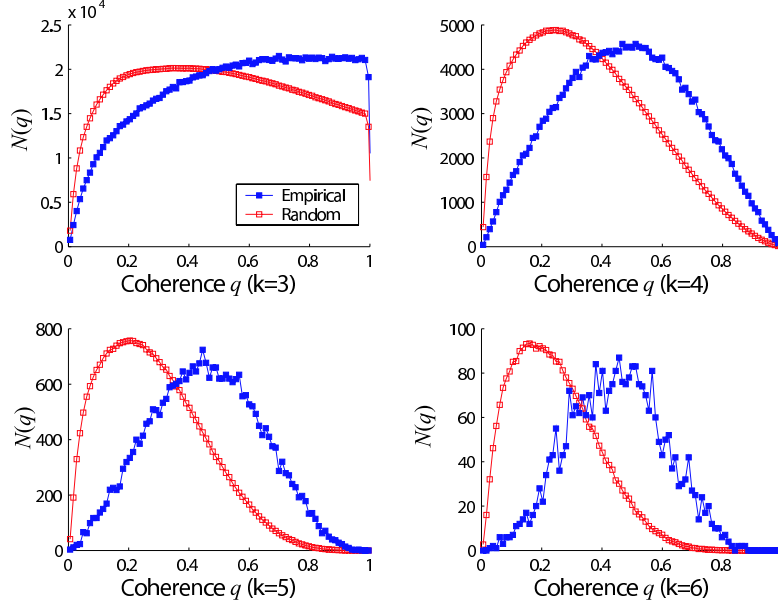 x 10⁴
2.5
2
1.5
1
0.5
0
N(q)
0 0.2 0.4 0.6 0.8 1
Coherence q (k=3)
Empirical
Random
5000
4000
3000
2000
1000
0
N(q)
0 0.2 0.4 0.6 0.8
Coherence q (k=4)
800
600
400
200
0
N(q)
0 0.2 0.4 0.6 0.8 1
Coherence q (k=5)
100
80
60
40
20
0
N(q)
0 0.2 0.4 0.6 0.8
Coherence q (k=6)